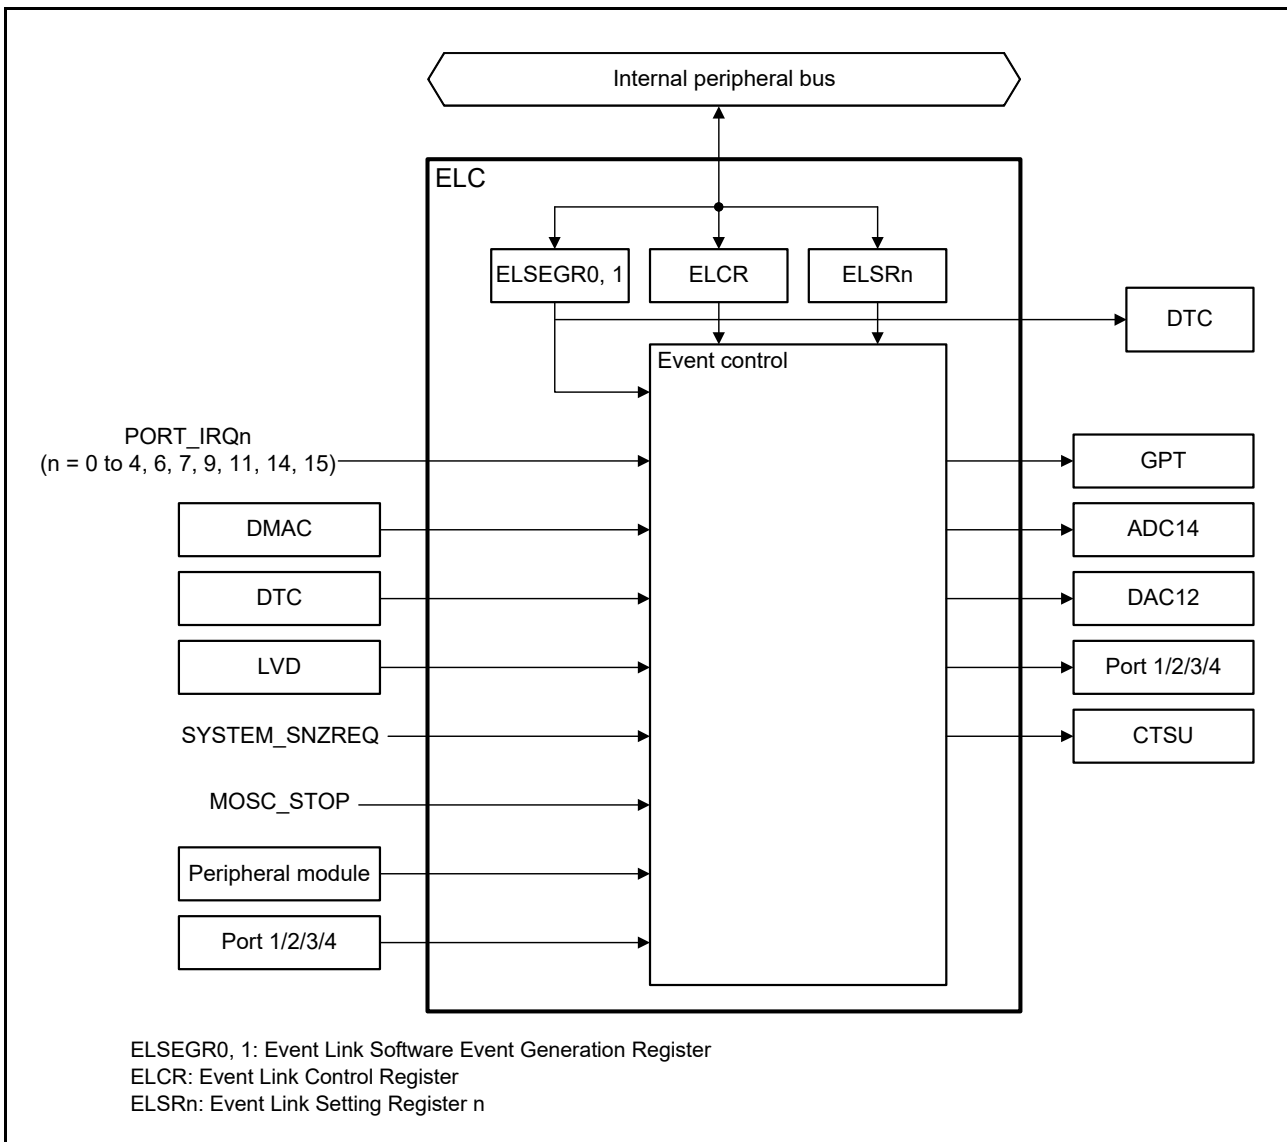 Internal peripheral bus
ELC
ELSEGR0, 1
ELCR
ELSRn
DTC
Event control
PORT_IRQn
(n = 0 to 4, 6, 7, 9, 11, 14, 15)
GPT
DMAC
ADC14
DTC
DAC12
LVD
Port 1/2/3/4
SYSTEM_SNZREQ
CTSU
MOSC_STOP
Peripheral module
Port 1/2/3/4
ELSEGR0, 1: Event Link Software Event Generation Register
ELCR: Event Link Control Register
ELSRn: Event Link Setting Register n